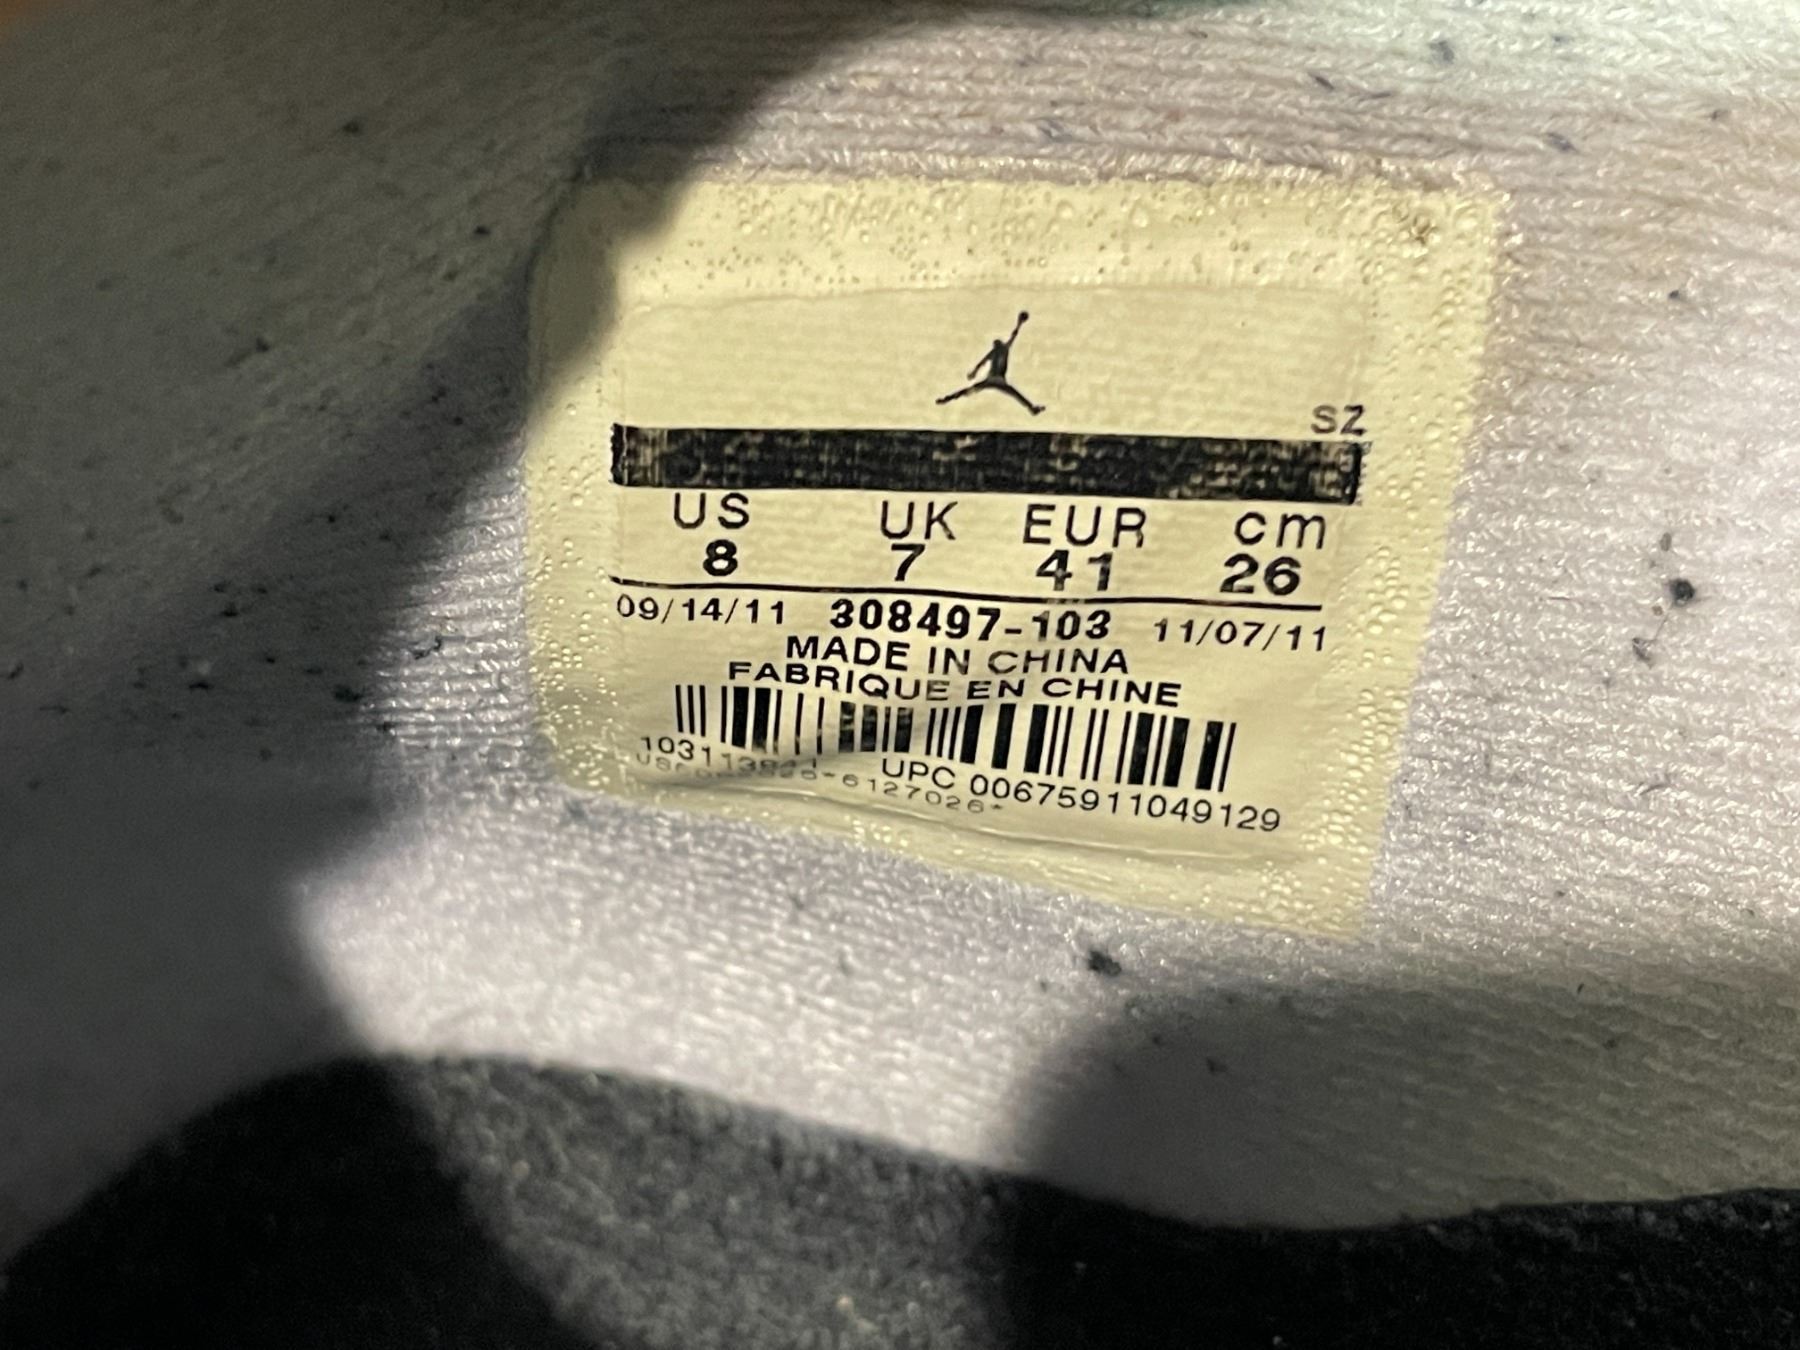 SZ
US UK EUR cm
8 7 41 26
09/14/11 308497-103 11/07/11
MADE IN CHINA
FABRIQUE EN CHINE
UPC 00675911049129